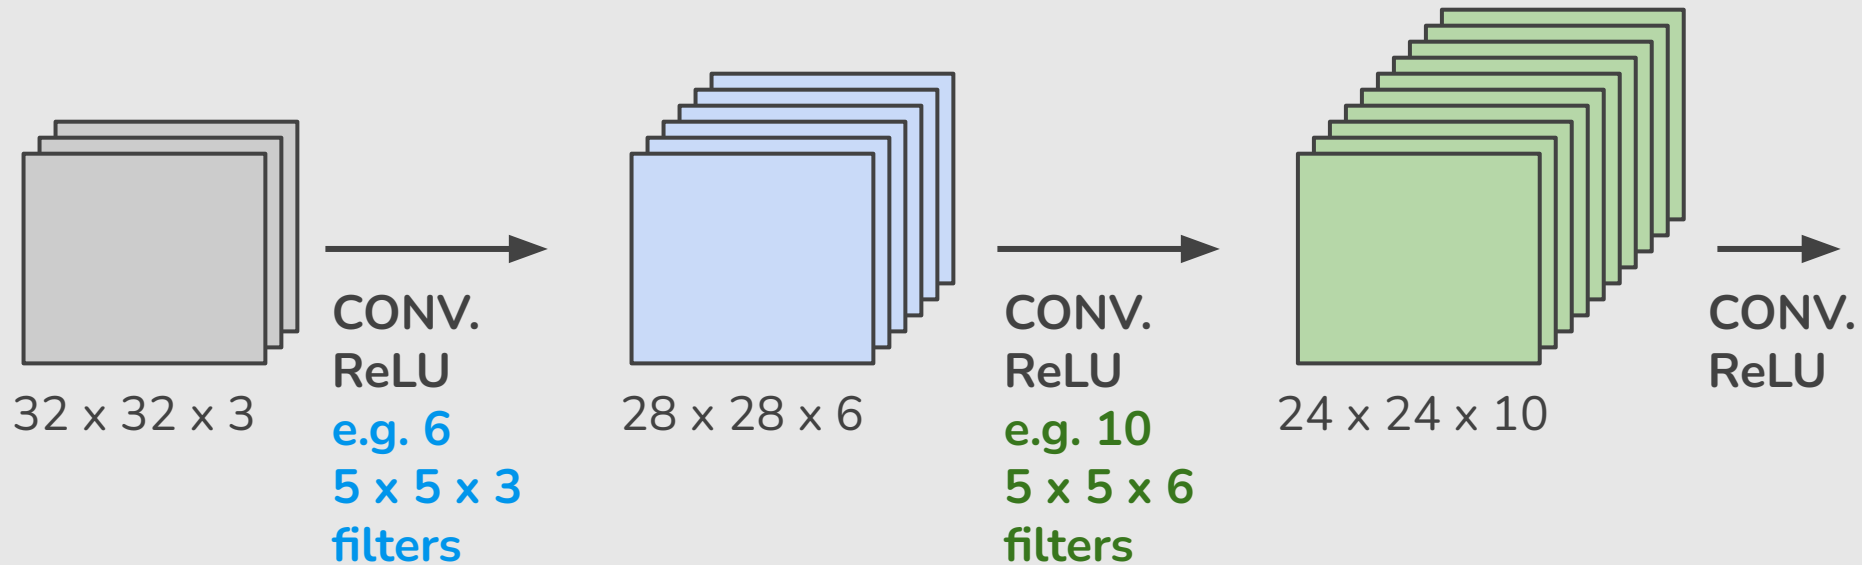 32 x 32 x 3
CONV.
ReLU
e.g. 6
5 x 5 x 3
filters
28 x 28 x 6
CONV.
ReLU
e.g. 10
5 x 5 x 6
filters
24 x 24 x 10
CONV.
ReLU